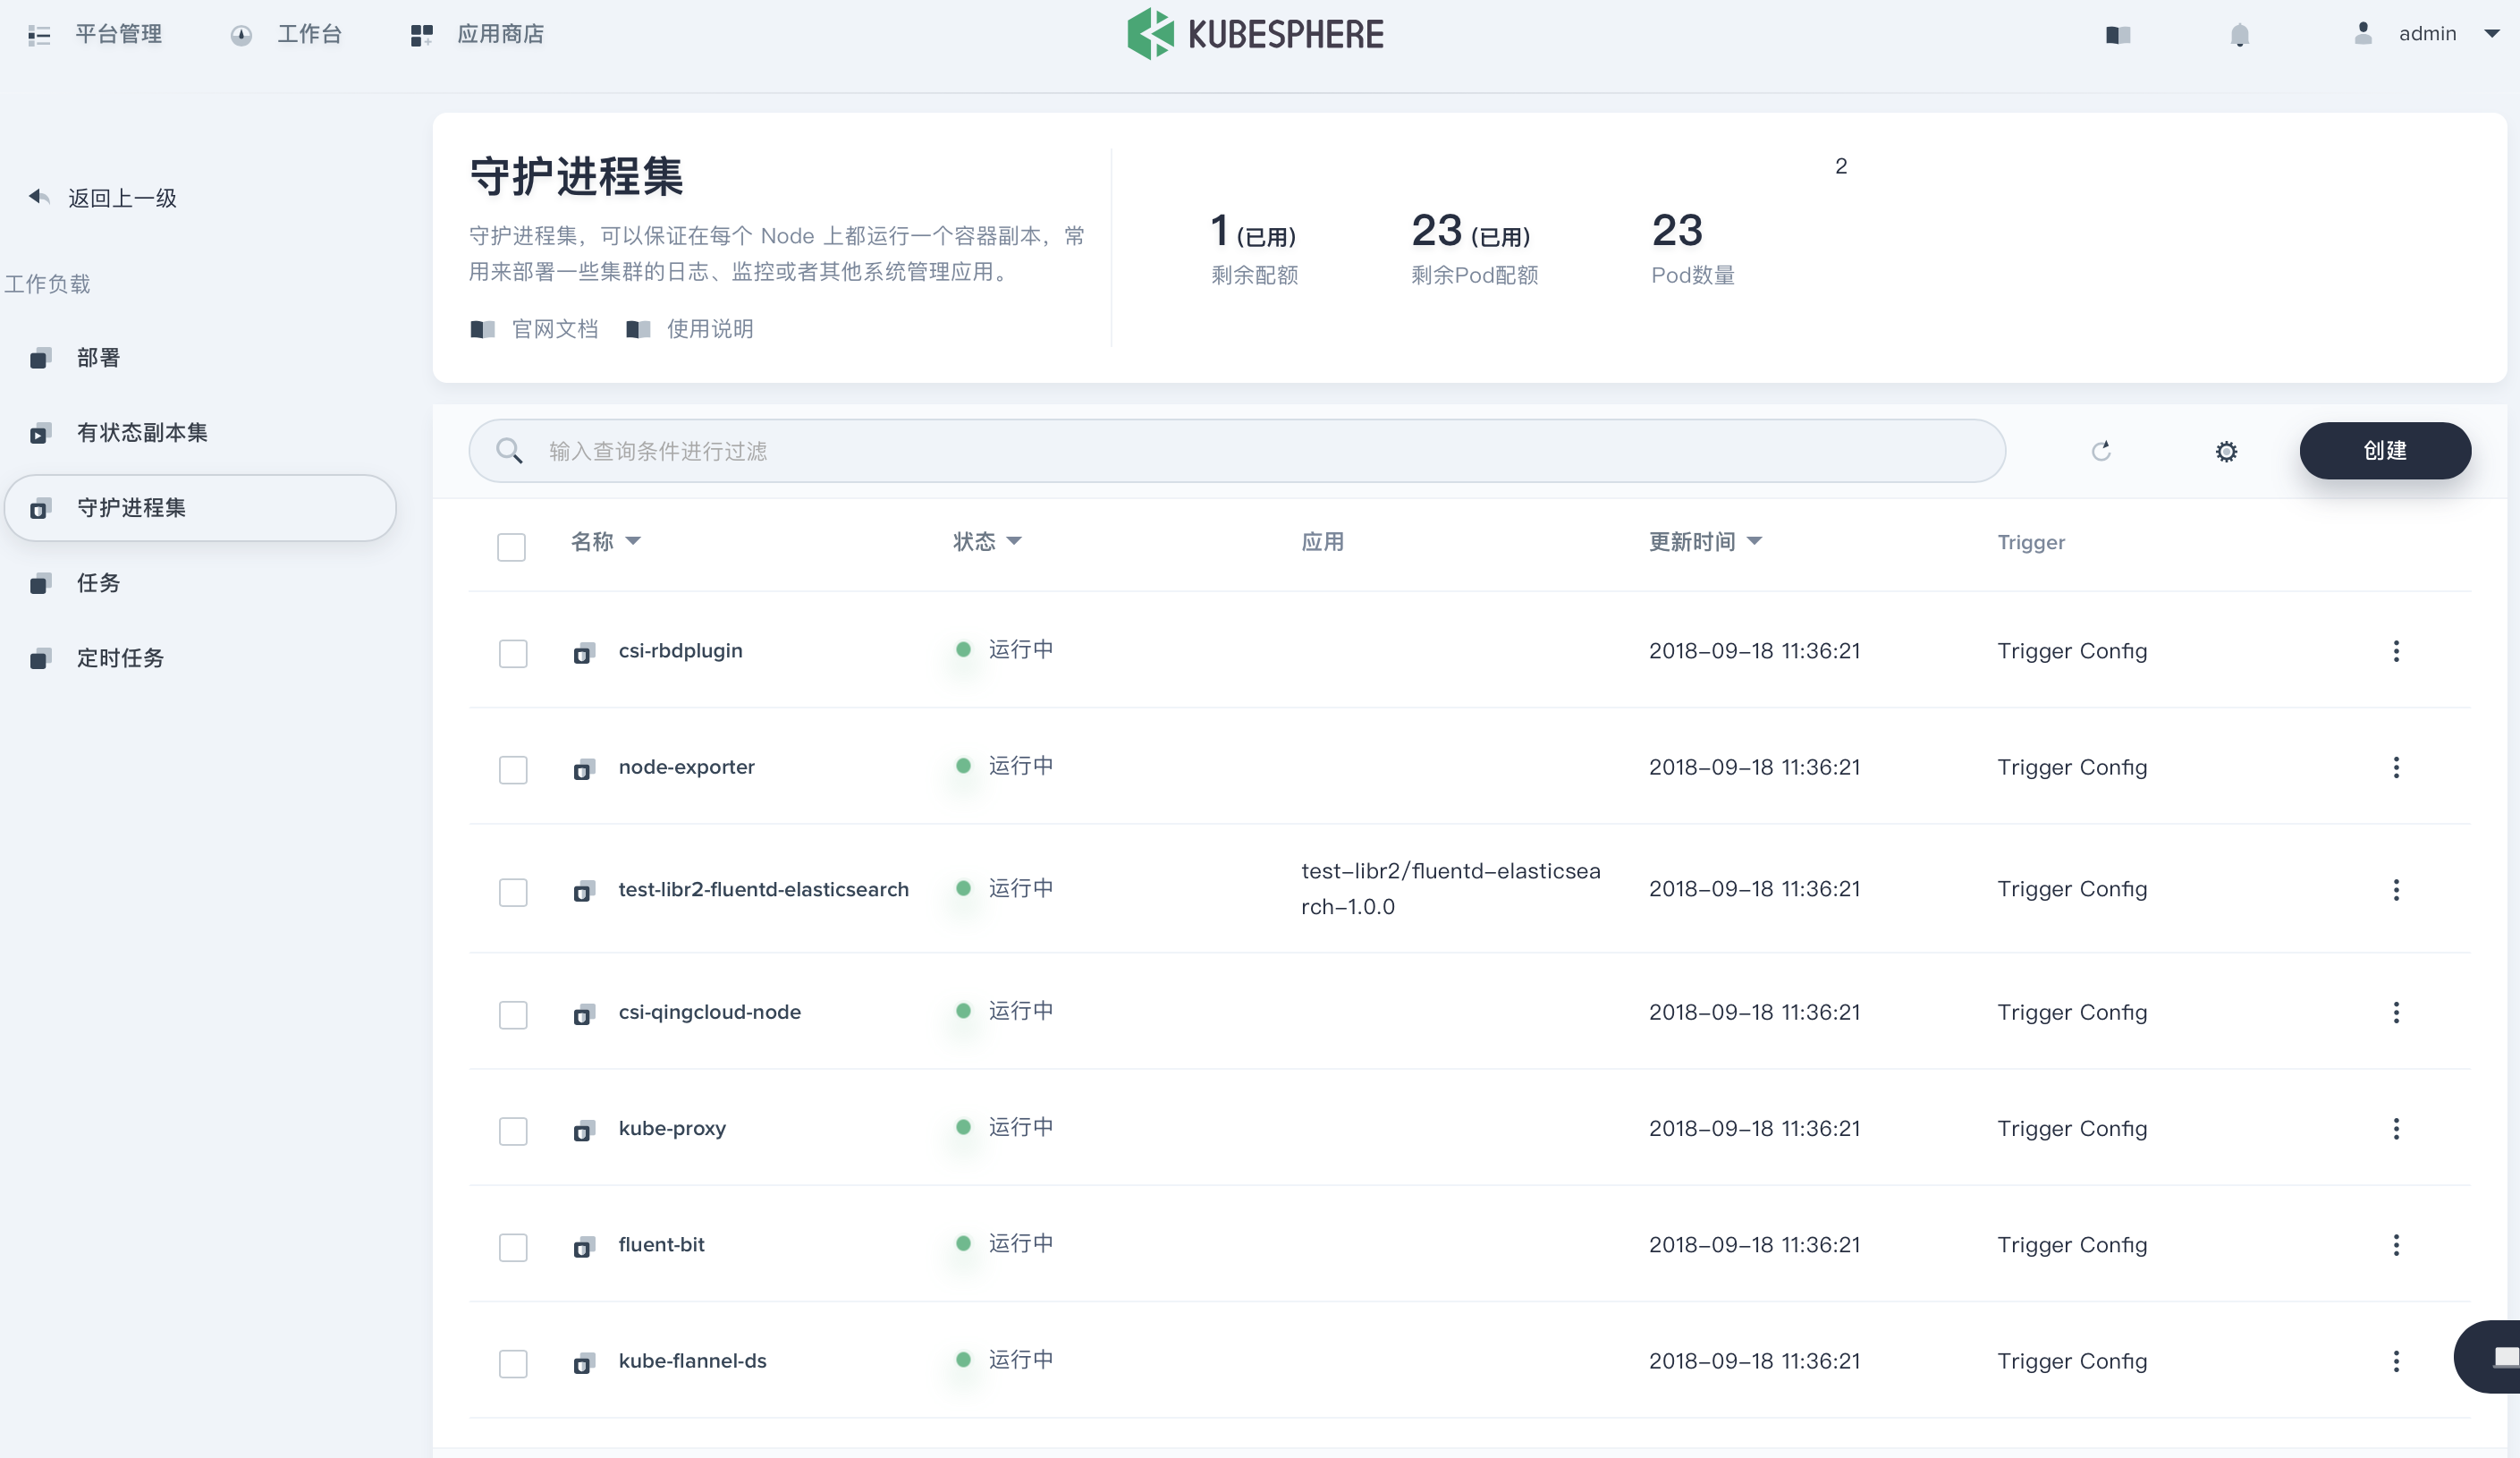 平台管理
工作台
应用商店
KUBESPHERE
admin
返回上一级
工作负载
部署
有状态副本集
守护进程集
任务
定时任务
守护进程集
守护进程集，可以保证在每个 Node 上都运行一个容器副本，常
用来部署一些集群的日志、监控或者其他系统管理应用。
官网文档 使用说明
1 (已用)
剩余配额
23 (已用)
剩余Pod配额
23
Pod数量
2
输入查询条件进行过滤
创建
名称 状态 应用 更新时间 Trigger
csi-rbdplugin 运行中 2018-09-18 11:36:21 Trigger Config
node-exporter 运行中 2018-09-18 11:36:21 Trigger Config
test-libr2-fluentd-elasticsearch 运行中 test-libr2/fluentd-elasticsea
rch-1.0.0
2018-09-18 11:36:21 Trigger Config
csi-qingcloud-node 运行中 2018-09-18 11:36:21 Trigger Config
kube-proxy 运行中 2018-09-18 11:36:21 Trigger Config
fluent-bit 运行中 2018-09-18 11:36:21 Trigger Config
kube-flannel-ds 运行中 2018-09-18 11:36:21 Trigger Config